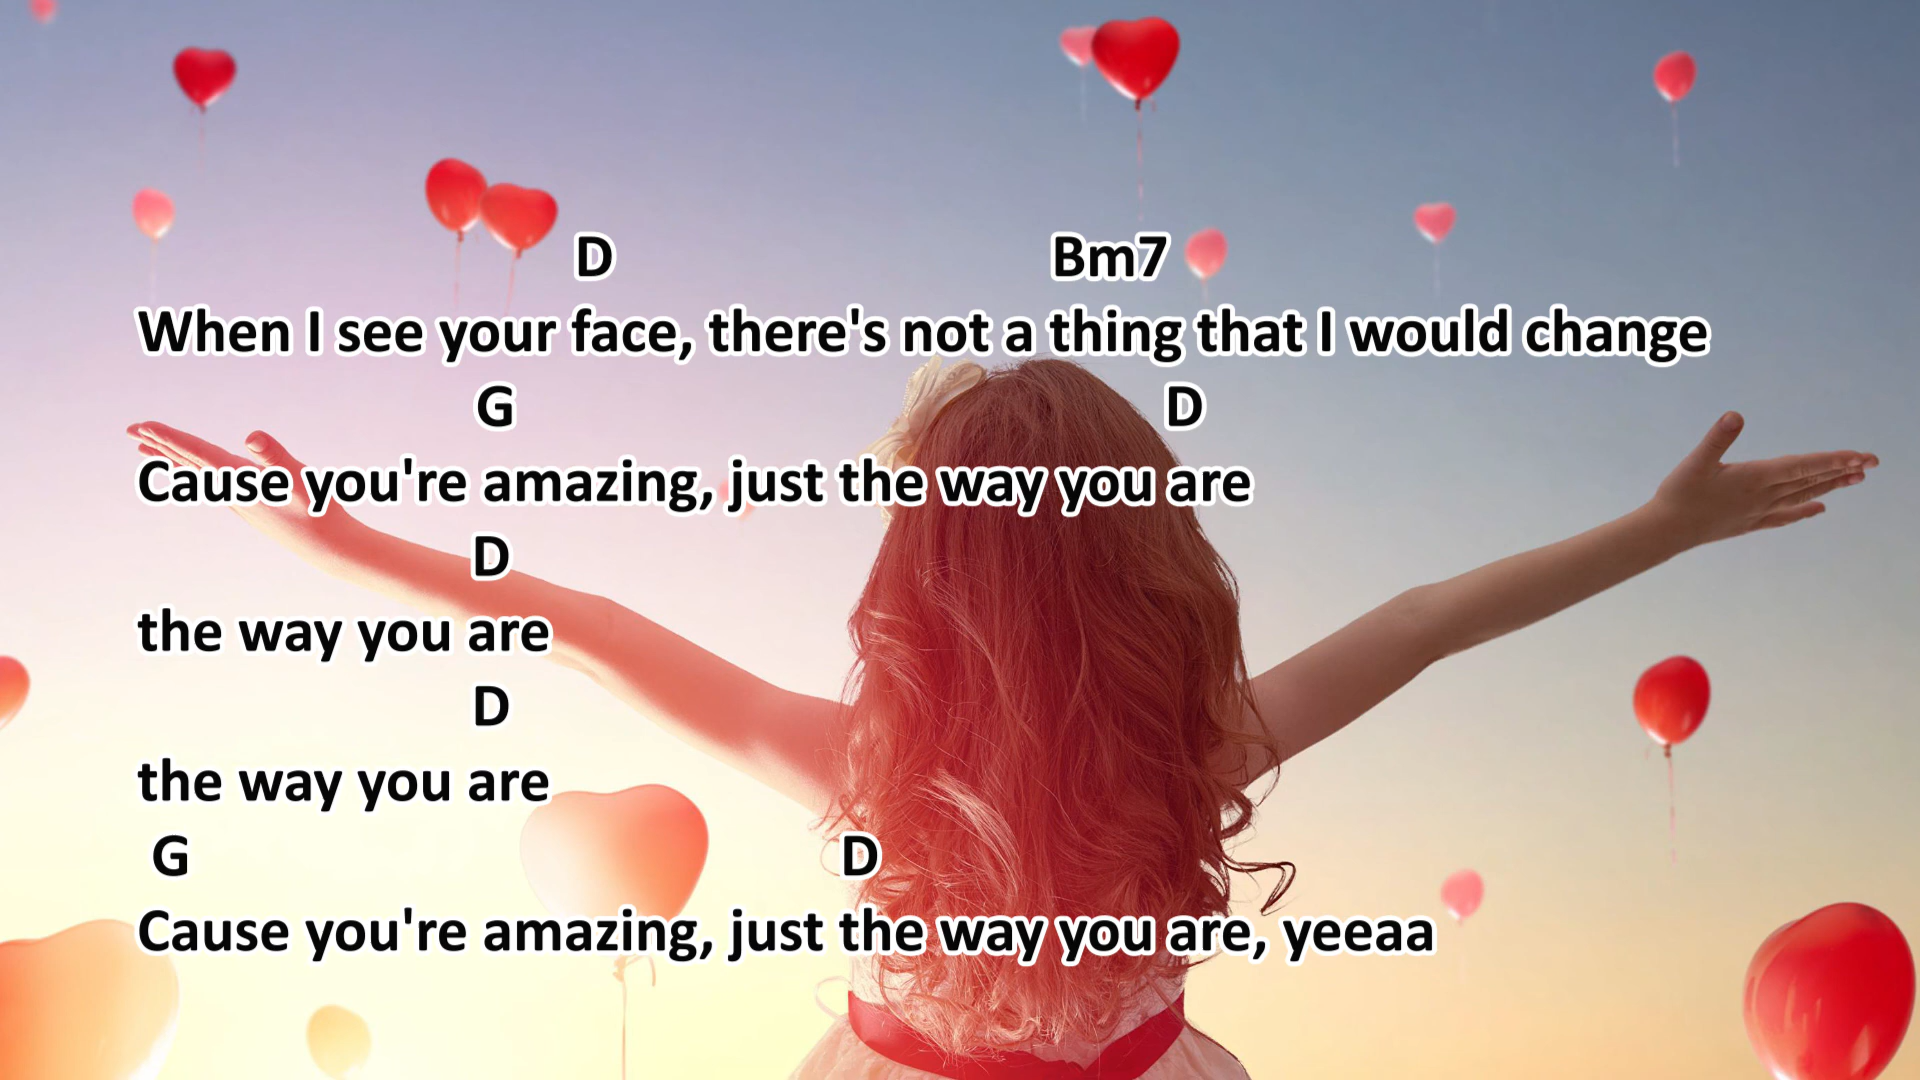 D Bm7
When I see your face, there's not a thing that I would change
G D
Cause you're amazing, just the way you are
D
the way you are
D
the way you are
G D
Cause you're amazing, just the way you are, yeeaa